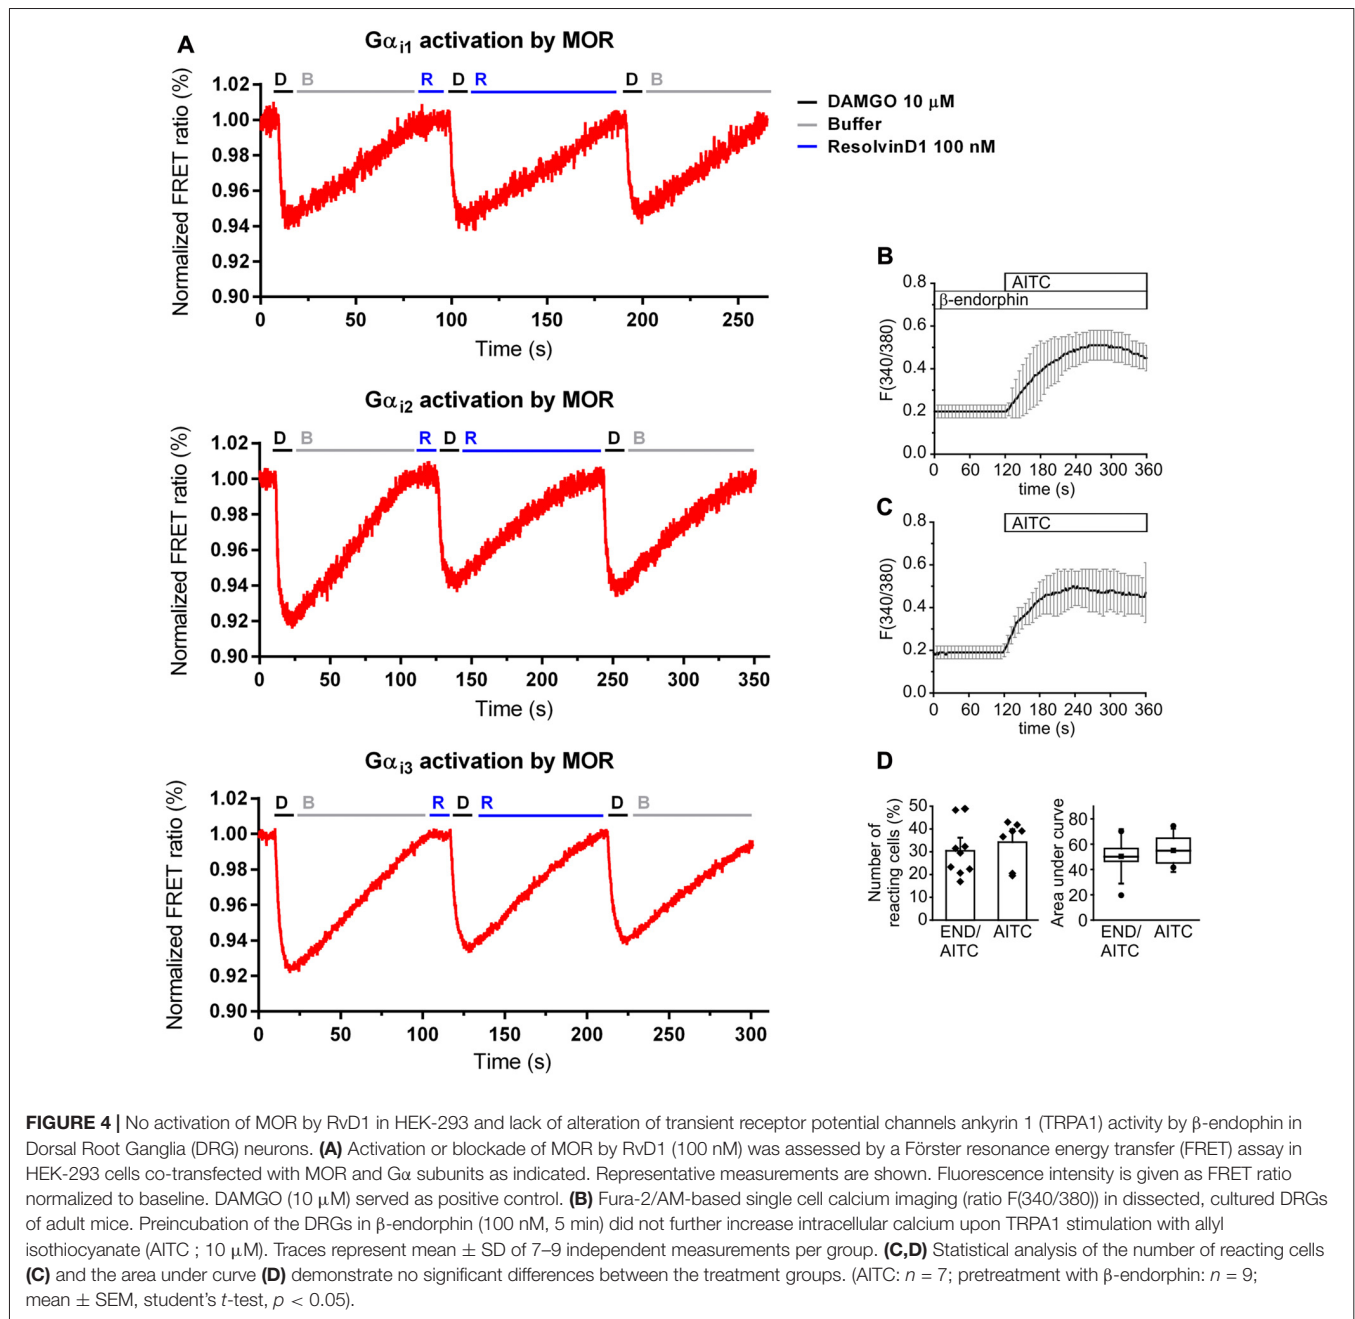 A
Gαi1 activation by MOR
D B R D R D B
1.02
1.00
0.98
0.96
0.94
0.92
0.90
Normalized FRET ratio (%)
0 50 100 150 200 250
Time (s)
DAMGO 10 μM
Buffer
ResolvinD1 100 nM
Gαi2 activation by MOR
D B R D R D B
1.02
1.00
0.98
0.96
0.94
0.92
0.90
Normalized FRET ratio (%)
0 50 100 150 200 250 300 350
Time (s)
Gαi3 activation by MOR
D B R D R D B
1.02
1.00
0.98
0.96
0.94
0.92
0.90
Normalized FRET ratio (%)
0 50 100 150 200 250 300
Time (s)
B
AITC
β-endorphin
0.8
0.6
0.4
0.2
0.0
F(340/380)
0 60 120 180 240 300 360
time (s)
C
AITC
0.8
0.6
0.4
0.2
0.0
F(340/380)
0 60 120 180 240 300 360
time (s)
D
50
40
30
20
10
0
Number of
reacting cells (%)
END/ AITC
AITC
80
60
40
20
0
Area under curve
END/ AITC
AITC
FIGURE 4 | No activation of MOR by RvD1 in HEK-293 and lack of alteration of transient receptor potential channels ankyrin 1 (TRPA1) activity by β-endophin in
Dorsal Root Ganglia (DRG) neurons. (A) Activation or blockade of MOR by RvD1 (100 nM) was assessed by a Förster resonance energy transfer (FRET) assay in
HEK-293 cells co-transfected with MOR and Gα subunits as indicated. Representative measurements are shown. Fluorescence intensity is given as FRET ratio
normalized to baseline. DAMGO (10 μM) served as positive control. (B) Fura-2/AM-based single cell calcium imaging (ratio F(340/380)) in dissected, cultured DRGs
of adult mice. Preincubation of the DRGs in β-endorphin (100 nM, 5 min) did not further increase intracellular calcium upon TRPA1 stimulation with allyl
isothiocyanate (AITC ; 10 μM). Traces represent mean ± SD of 7–9 independent measurements per group. (C,D) Statistical analysis of the number of reacting cells
(C) and the area under curve (D) demonstrate no significant differences between the treatment groups. (AITC: n = 7; pretreatment with β-endorphin: n = 9;
mean ± SEM, student's t-test, p < 0.05).